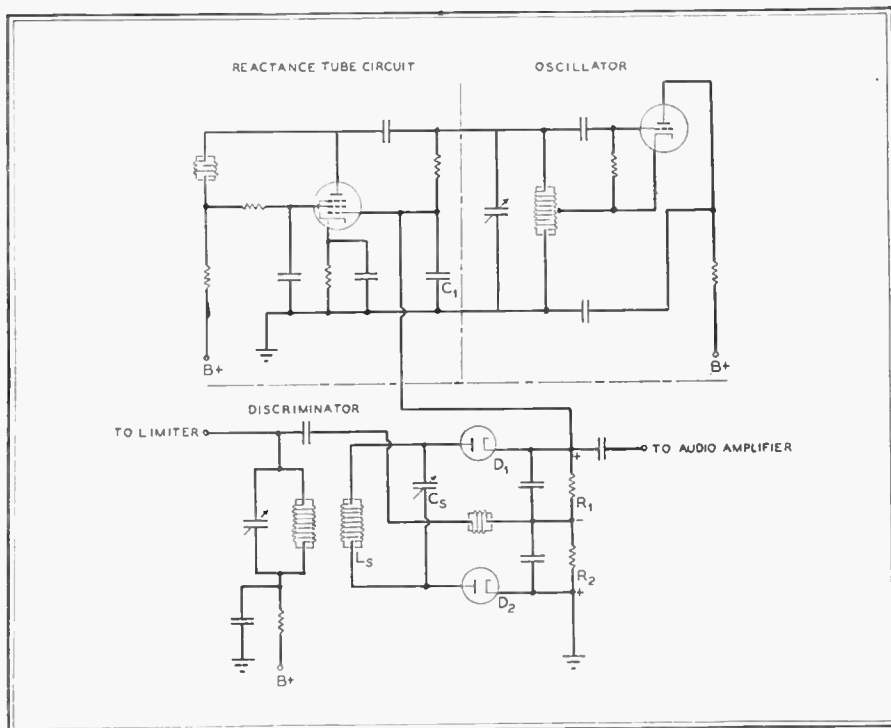 REACTANCE TUBE CIRCUIT
OSCILLATOR
C1
B+
B+
DISCRIMINATOR
TO LIMITER
D1
+
TO AUDIO AMPLIFIER
CS
R1
-
LS
R2
D2
+
B+